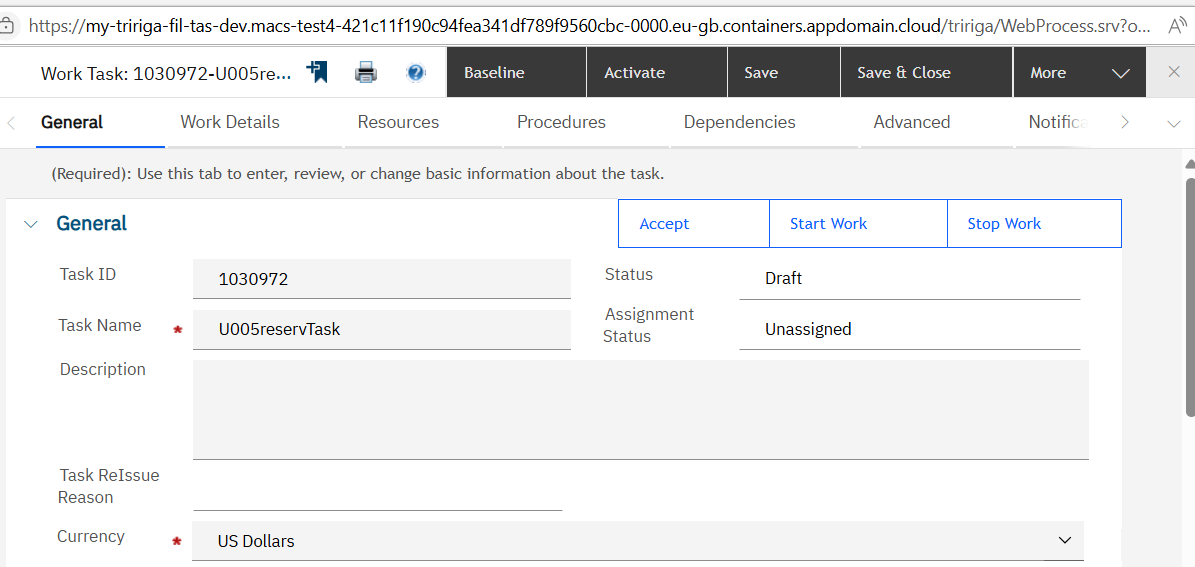 https://my-tririga-fil-tas-dev.macs-test4-421c11f190c94fea341df789f9560cbc-0000.eu-gb.containers.appdomain.cloud/tririga/WebProcess.srv?o...
Work Task: 1030972-U005re... Baseline Activate Save Save & Close More
General Work Details Resources Procedures Dependencies Advanced Notifica
(Required): Use this tab to enter, review, or change basic information about the task.
General Accept Start Work Stop Work
Task ID 1030972 Status Draft
Task Name * U005reservTask Assignment Status Unassigned
Description
Task ReIssue
Reason
Currency * US Dollars